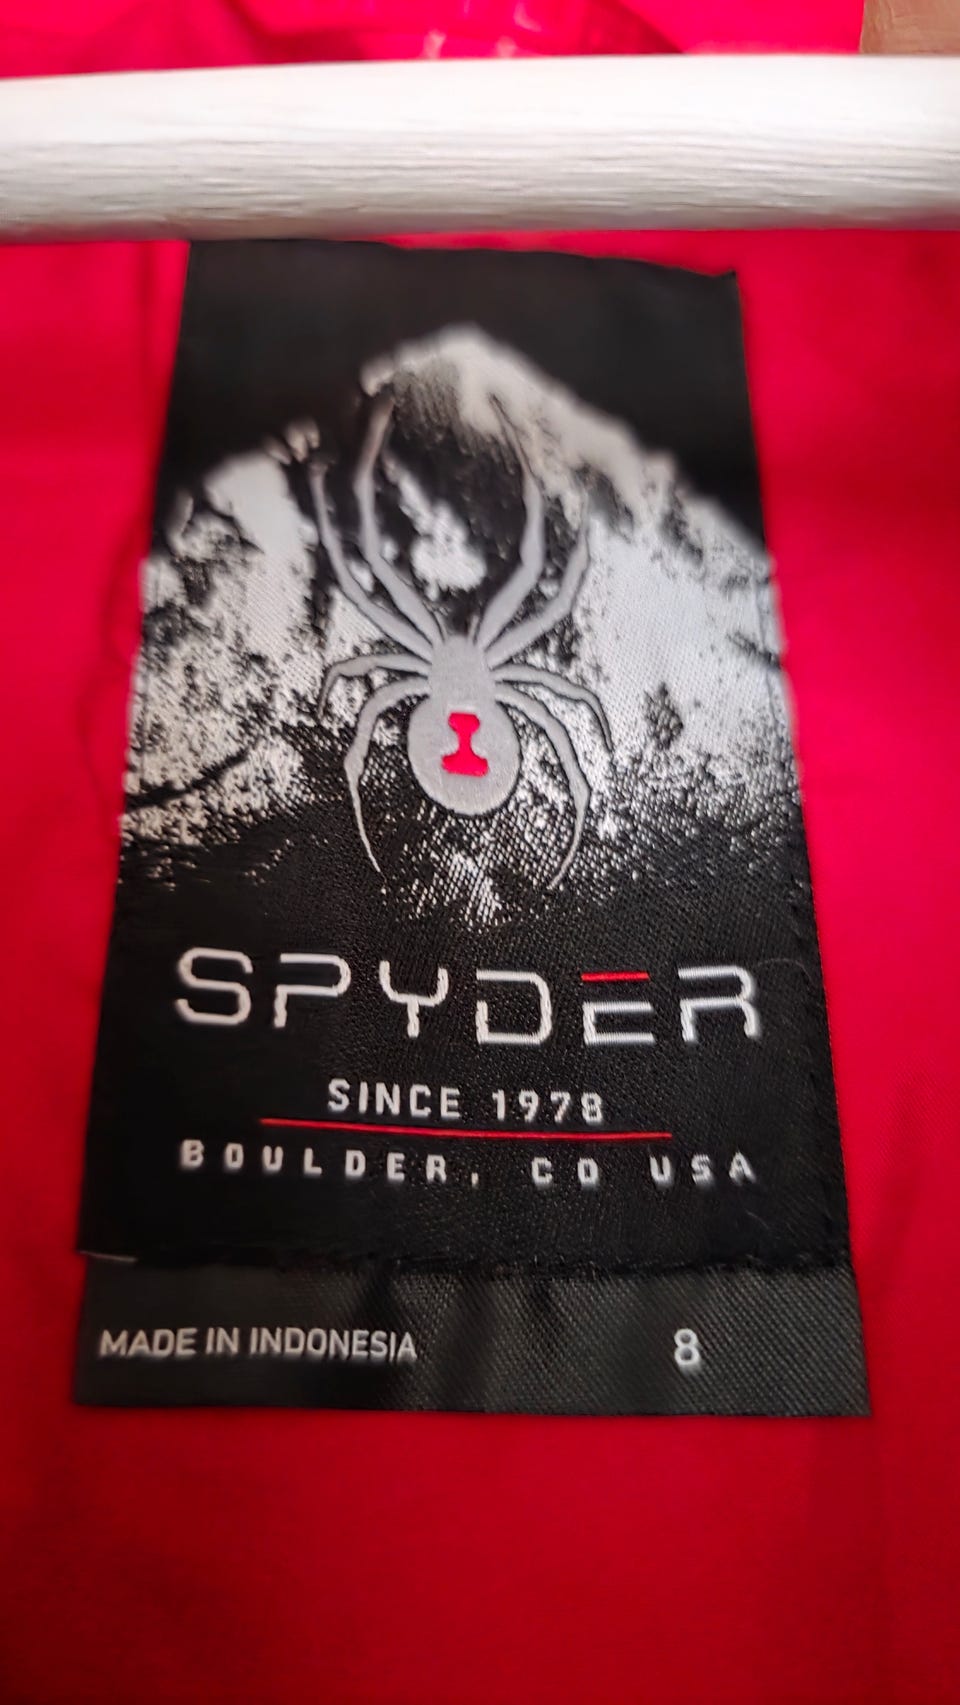 SPYDER
SINCE 1978
BOULDER, CO USA
MADE IN INDONESIA 8